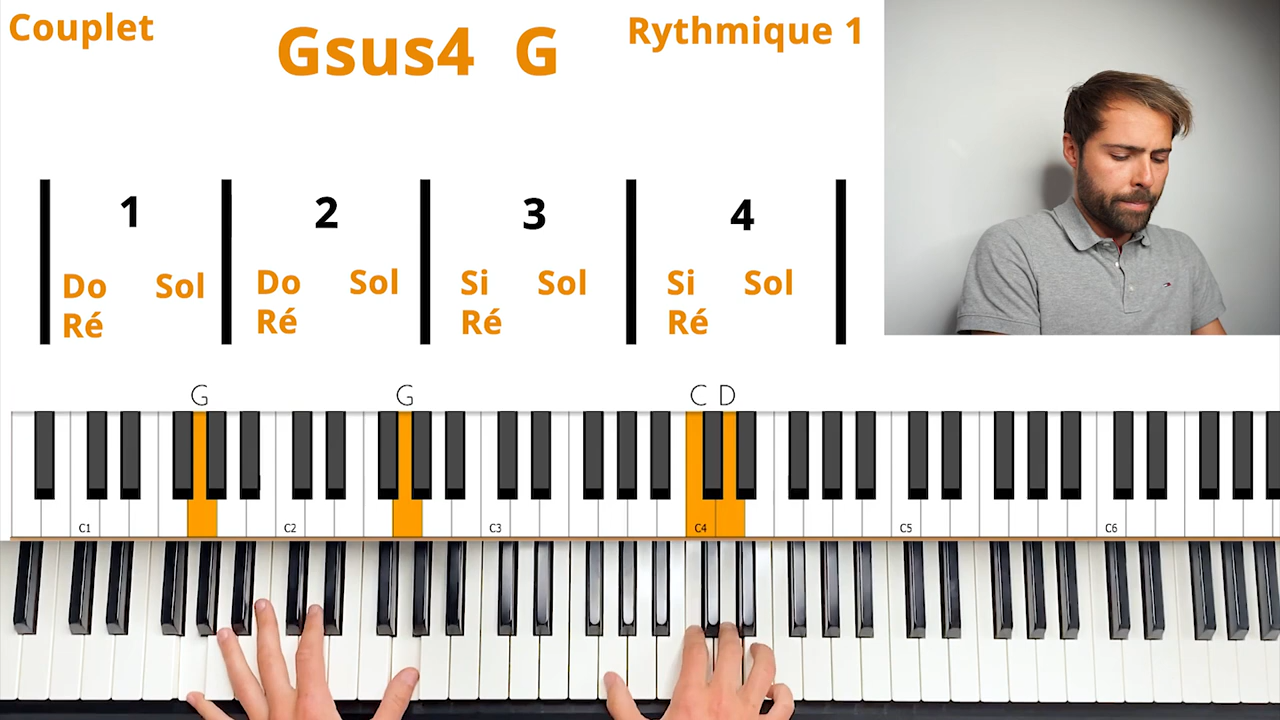 Couplet
Gsus4 G
Rythmique 1
1 2 3 4
Do Sol Do Sol Si Sol Si Sol
Ré Ré Ré Ré
G G C D
C1 C2 C3 C4 C5 C6